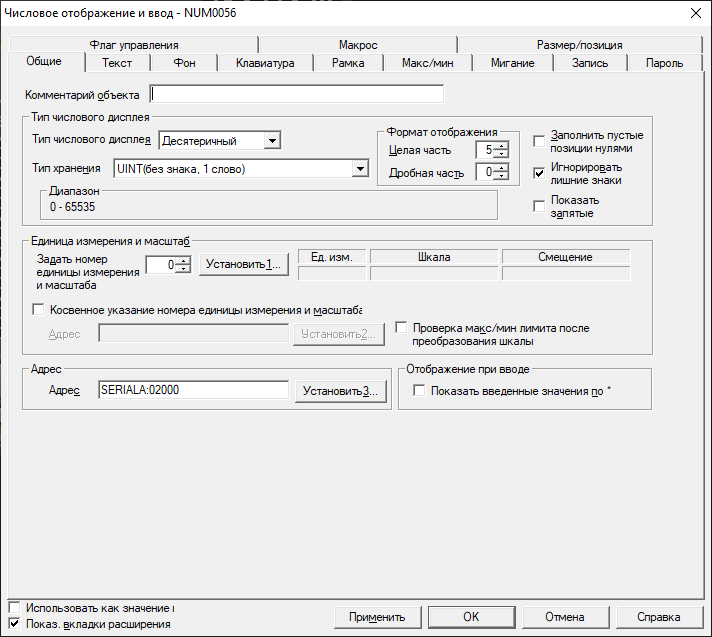 Числовое отображение и ввод - NUM0056
Флаг управления Макрос Размер/позиция
Общие Текст Фон Клавиатура Рамка Макс/мин Мигание Запись Пароль
Комментарий объекта
Тип числового дисплея
Тип числового дисплея Десятеричный
Тип хранения UINT(без знака, 1 слово)
Формат отображения
Целая часть 5
Дробная часть 0
Заполнить пустые
позиции нулями
Игнорировать
лишние знаки
Показать
запятые
Диапазон
0 - 65535
Единица измерения и масштаб
Задать номер
единицы измерения
и масштаба
0 Установить1...
Ед. изм. Шкала Смещение
Косвенное указание номера единицы измерения и масштаба
Адрес Установить2...
Проверка макс/мин лимита после
преобразования шкалы
Адрес
Адрес SERIALA:02000 Установить3...
Отображение при вводе
Показать введенные значения по *
Использовать как значение
Показ. вкладки расширения
Применить OK Отмена Справка